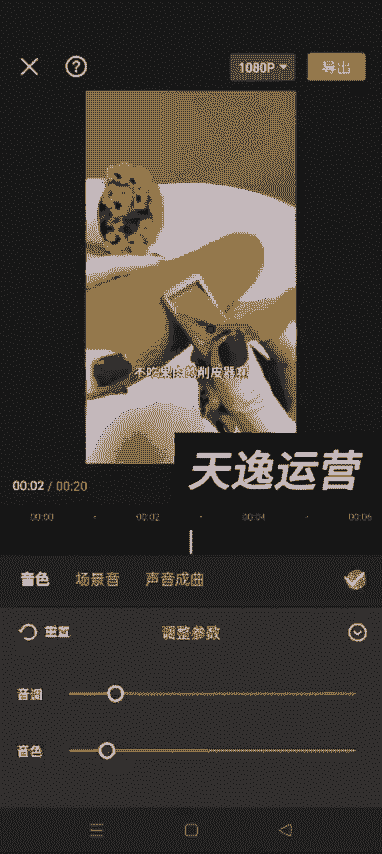 1080P
导出
不吃果肉的削皮器具
天逸运营
00:02 / 00:20
00:00
00:02
00:04
00:06
音色 场景音 声音成曲
重置 调整参数
音调
音色